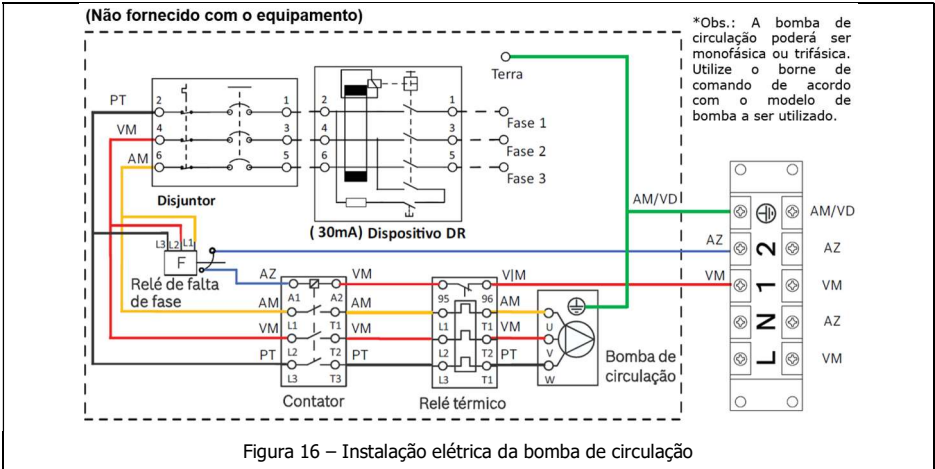 (Não fornecido com o equipamento)
*Obs.: A bomba de
circulação poderá ser
monofásica ou trifásica.
Utilize o borne de
comando de acordo
com o modelo de
bomba a ser utilizado.
Terra
PT 2 1 2 1 Fase 1
VM 4 3 4 3 Fase 2
AM 6 5 6 5 Fase 3
Disjuntor
(30mA) Dispositivo DR
AM/VD AM/VD
L3 L2 L1
F
Relé de falta
de fase
AZ 2 AZ
AZ A1 A2 VM 95 96 V|M VM 1 VM
AM L1 T1 AM L1 T1 AM U N AZ
VM L2 T2 VM L2 T2 VM V L VM
PT L3 T3 PT L3 T1 PT W
Bomba de
circulação
Contator
Relé térmico
Figura 16 – Instalação elétrica da bomba de circulação